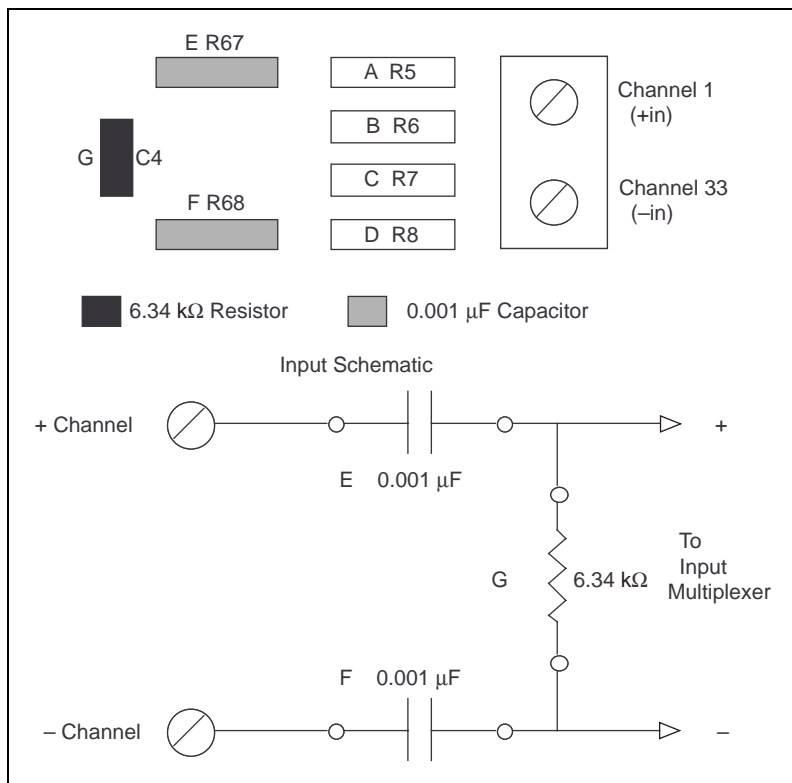 E R67
A R5
Channel 1
(+in)
B R6
G
C4
C R7
Channel 33
(–in)
F R68
D R8
6.34 kΩ Resistor
0.001 μF Capacitor
Input Schematic
+ Channel
+
E 0.001 μF
To
Input
Multiplexer
G
6.34 kΩ
F 0.001 μF
– Channel
–